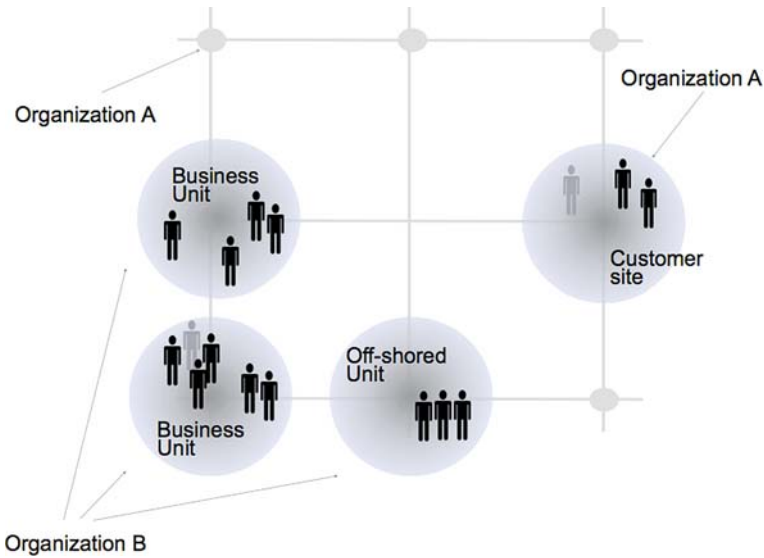 Organization A
Organization A
Business
Unit
Customer
site
Off-shored
Unit
Business
Unit
Organization B